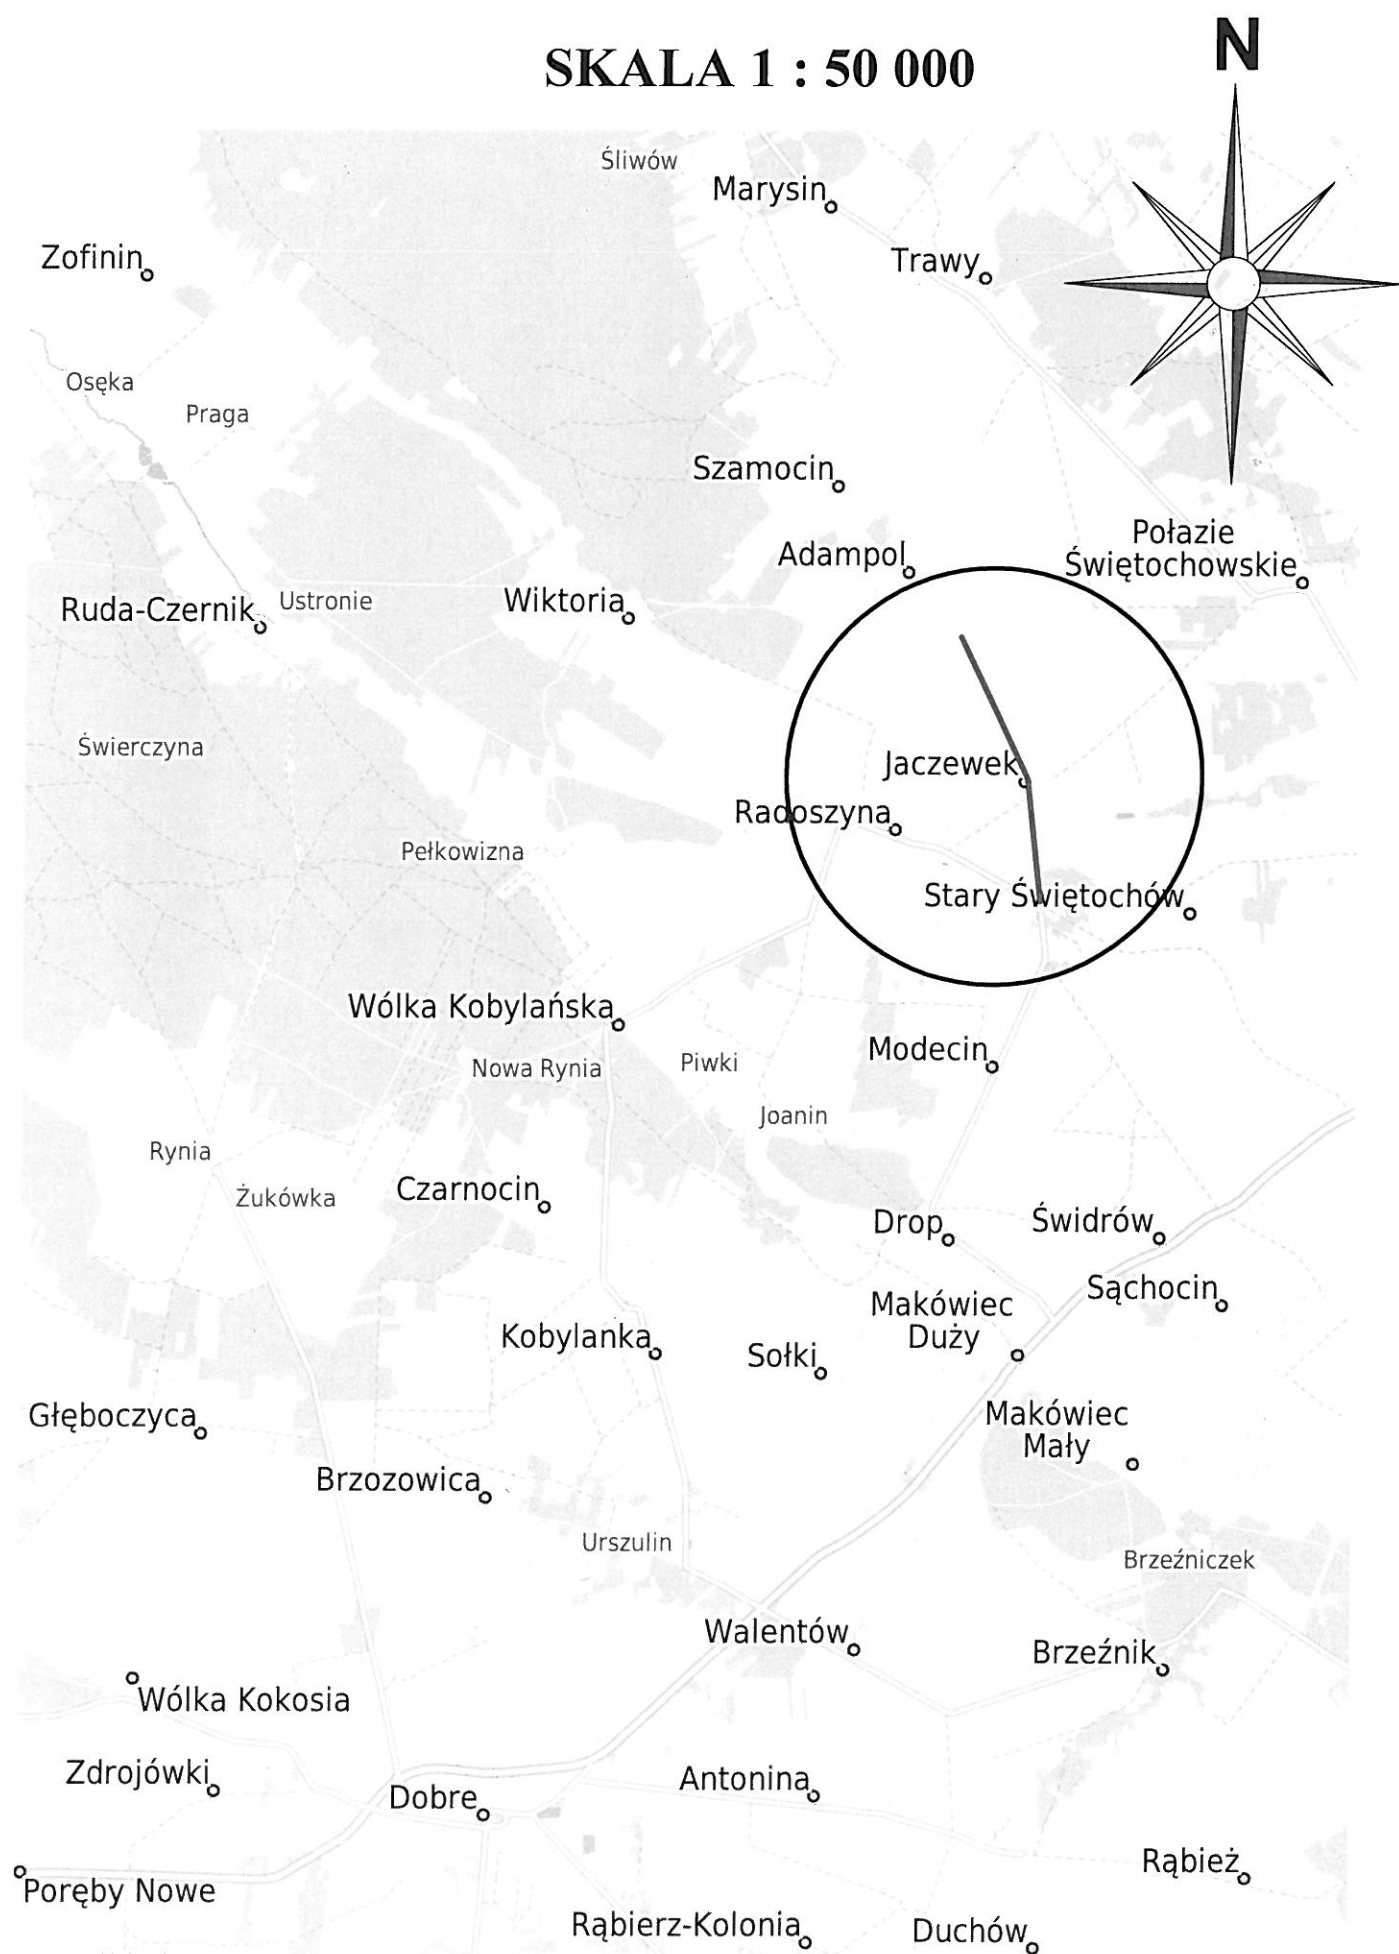 SKALA 1 : 50 000
N
Śliwów
Marysin
Zofinin
Trawy
Osęka
Praga
Szamocin
Połazie
Świętochowskie
Adampol
Ruda-Czernik
Ustronie
Wiktoria
Świerczyna
Jaczewek
Radoszyna
Pełkowizna
Stary Świętochów
Wólka Kobylańska
Nowa Rynia
Piwki
Modecin
Joanin
Rynia
Żukówka
Czarnocin
Drop
Świdrów
Sąchocin
Makówiec
Duży
Kobylanka
Sołki
Głęboczyca
Makówiec
Mały
Brzozowica
Urszulin
Brzeźniczek
Walentów
Brzeźnik
Wólka Kokosia
Zdrojówki
Dobre
Antonina
Rąbież
Poręby Nowe
Rąbierz-Kolonia
Duchów